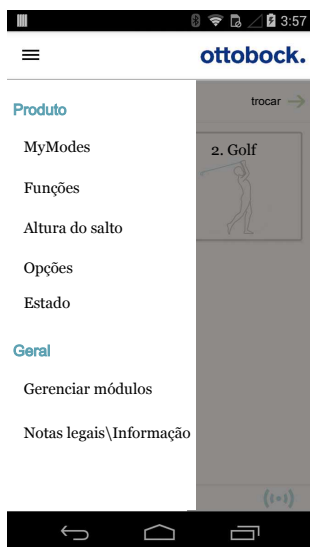 3:57
ottobock.
trocar
Produto
MyModes
2. Golf
Funções
Altura do salto
Opções
Estado
Geral
Gerenciar módulos
Notas legais\Informação